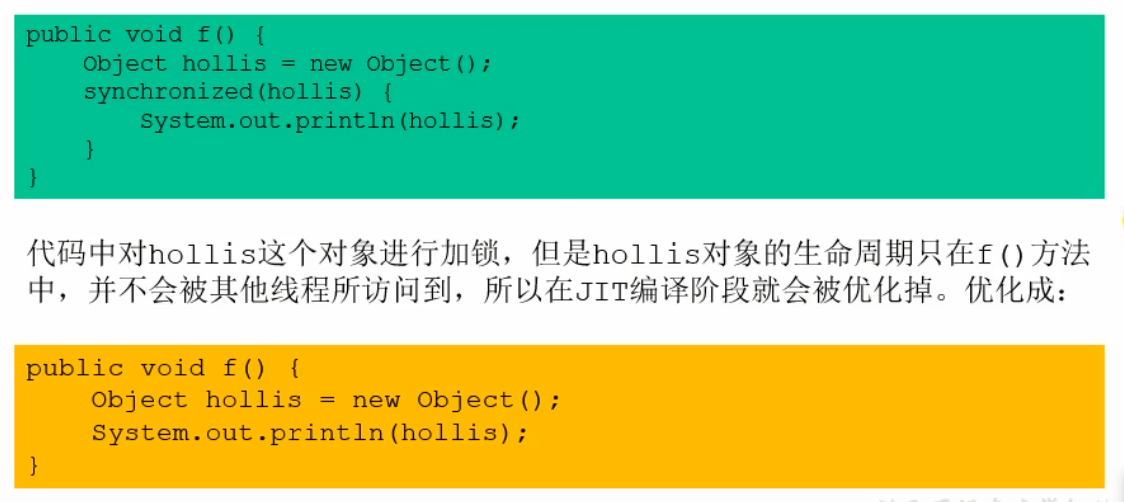 public void f() {
    Object hollis = new Object();
    synchronized(hollis) {
        System.out.println(hollis);
    }
}
代码中对hollis这个对象进行加锁，但是hollis对象的生命周期只在f()方法
中，并不会被其他线程所访问到，所以在JIT编译阶段就会被优化掉。优化成：
public void f() {
    Object hollis = new Object();
    System.out.println(hollis);
}